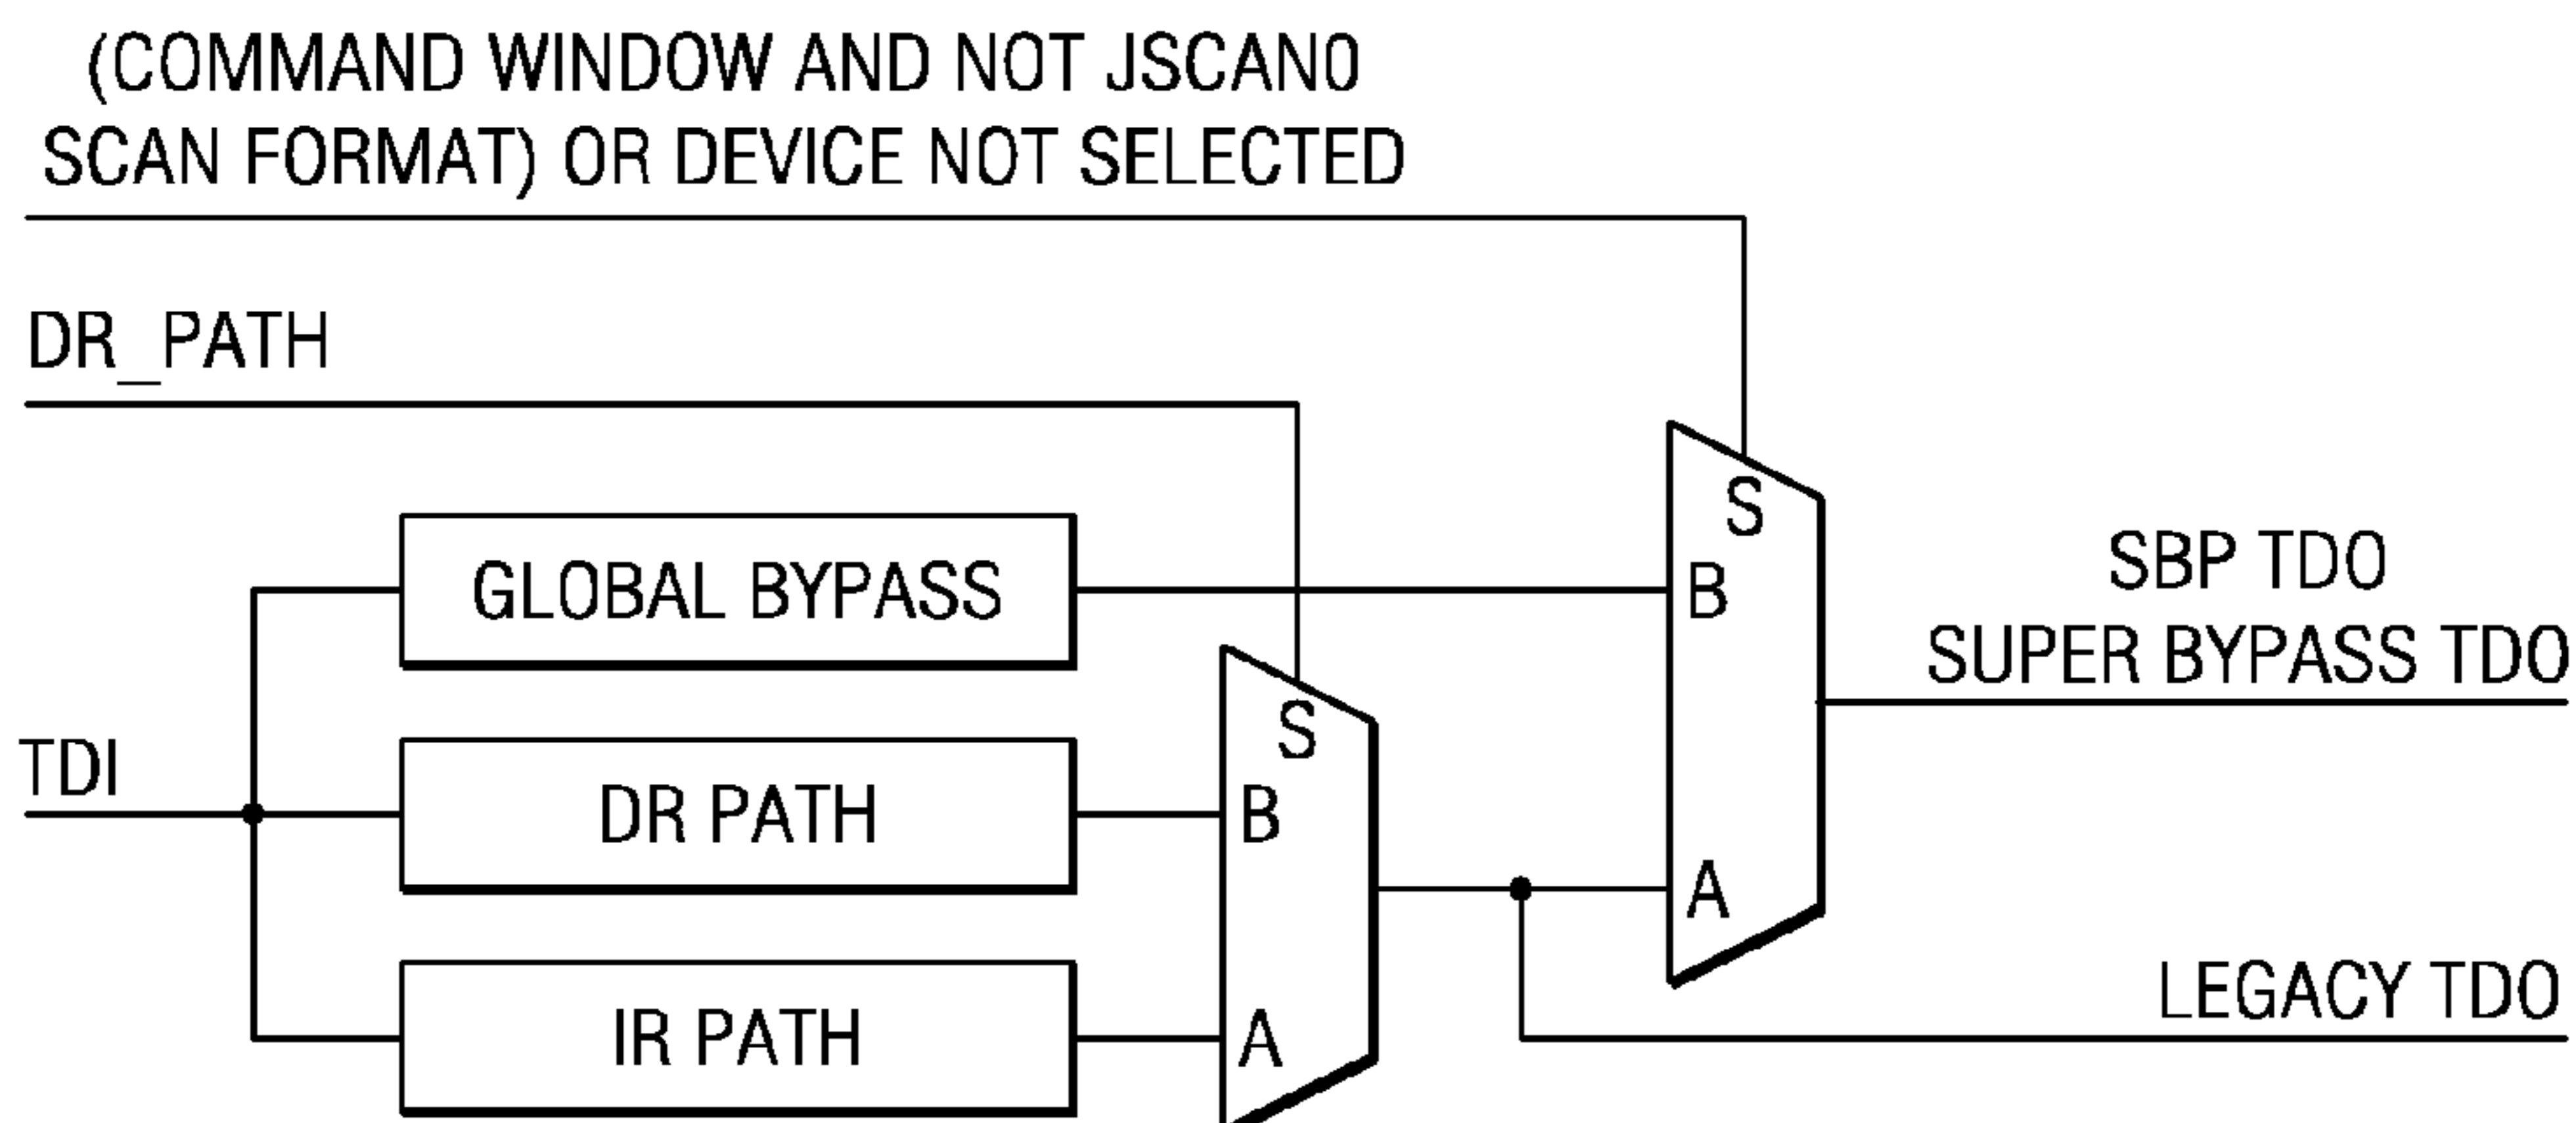 (COMMAND WINDOW AND NOT JSCAN0
SCAN FORMAT) OR DEVICE NOT SELECTED
DR_PATH
S
GLOBAL BYPASS
B
SBP TDO
SUPER BYPASS TDO
S
TDI
DR PATH
B
A
LEGACY TDO
IR PATH
A